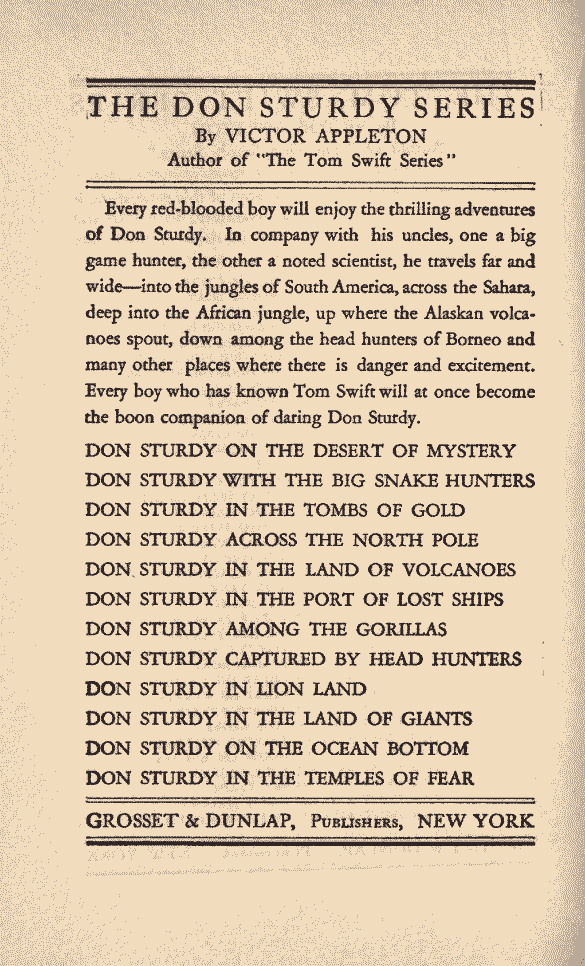 THE DON STURDY SERIES
By VICTOR APPLETON
Author of "The Tom Swift Series"
Every red-blooded boy will enjoy the thrilling adventures
of Don Sturdy. In company with his uncles, one a big
game hunter, the other a noted scientist, he travels far and
wide—into the jungles of South America, across the Sahara,
deep into the African jungle, up where the Alaskan volca-
noes spout, down among the head hunters of Borneo and
many other places where there is danger and excitement.
Every boy who has known Tom Swift will at once become
the boon companion of daring Don Sturdy.
DON STURDY ON THE DESERT OF MYSTERY
DON STURDY WITH THE BIG SNAKE HUNTERS
DON STURDY IN THE TOMBS OF GOLD
DON STURDY ACROSS THE NORTH POLE
DON STURDY IN THE LAND OF VOLCANOES
DON STURDY IN THE PORT OF LOST SHIPS
DON STURDY AMONG THE GORILLAS
DON STURDY CAPTURED BY HEAD HUNTERS
DON STURDY IN LION LAND
DON STURDY IN THE LAND OF GIANTS
DON STURDY ON THE OCEAN BOTTOM
DON STURDY IN THE TEMPLES OF FEAR
GROSSET & DUNLAP, PUBLISHERS, NEW YORK